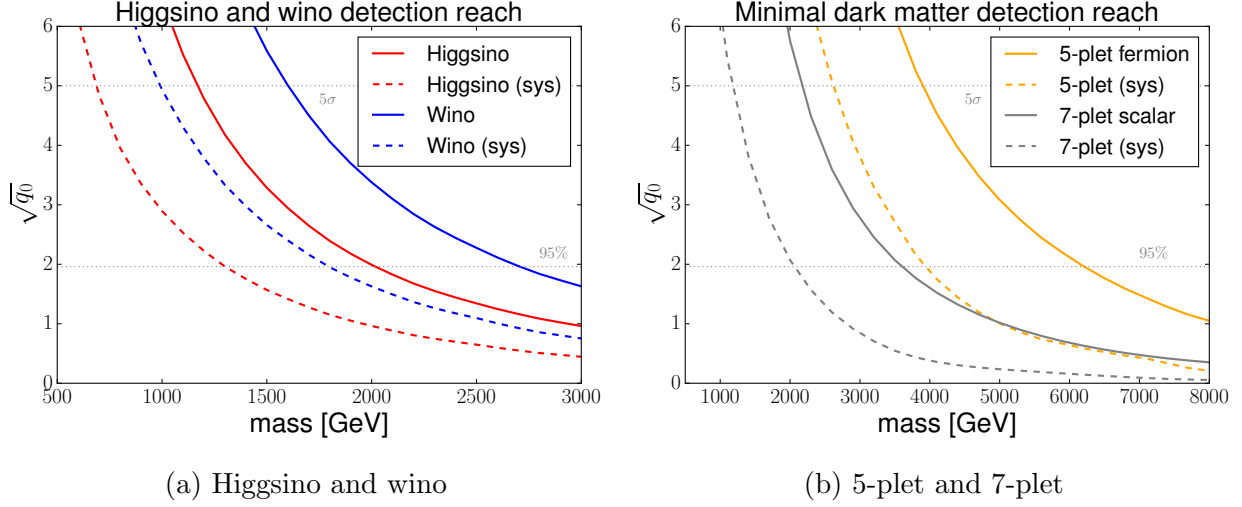 Higgsino and wino detection reach
6
5
4
3
2
1
0
√q₀
5σ
95%
Higgsino
Higgsino (sys)
Wino
Wino (sys)
500 1000 1500 2000 2500 3000
mass [GeV]
(a) Higgsino and wino
Minimal dark matter detection reach
6
5
4
3
2
1
0
√q₀
5σ
95%
5-plet fermion
5-plet (sys)
7-plet scalar
7-plet (sys)
1000 2000 3000 4000 5000 6000 7000 8000
mass [GeV]
(b) 5-plet and 7-plet